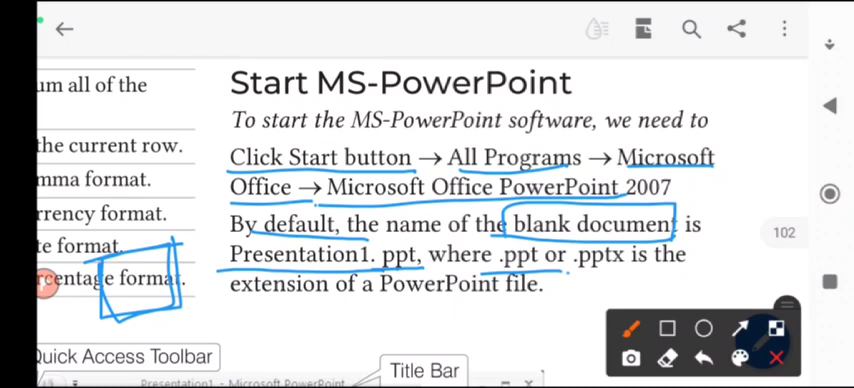 um all of the
the current row.
mma format.
rrency format.
te format.
rcentage format.
Start MS-PowerPoint
To start the MS-PowerPoint software, we need to
Click Start button → All Programs → Microsoft
Office → Microsoft Office PowerPoint 2007
By default, the name of the blank document is
Presentation1. ppt, where .ppt or .pptx is the
extension of a PowerPoint file.
102
Quick Access Toolbar
Title Bar
Presentation1 - Microsoft PowerPoint